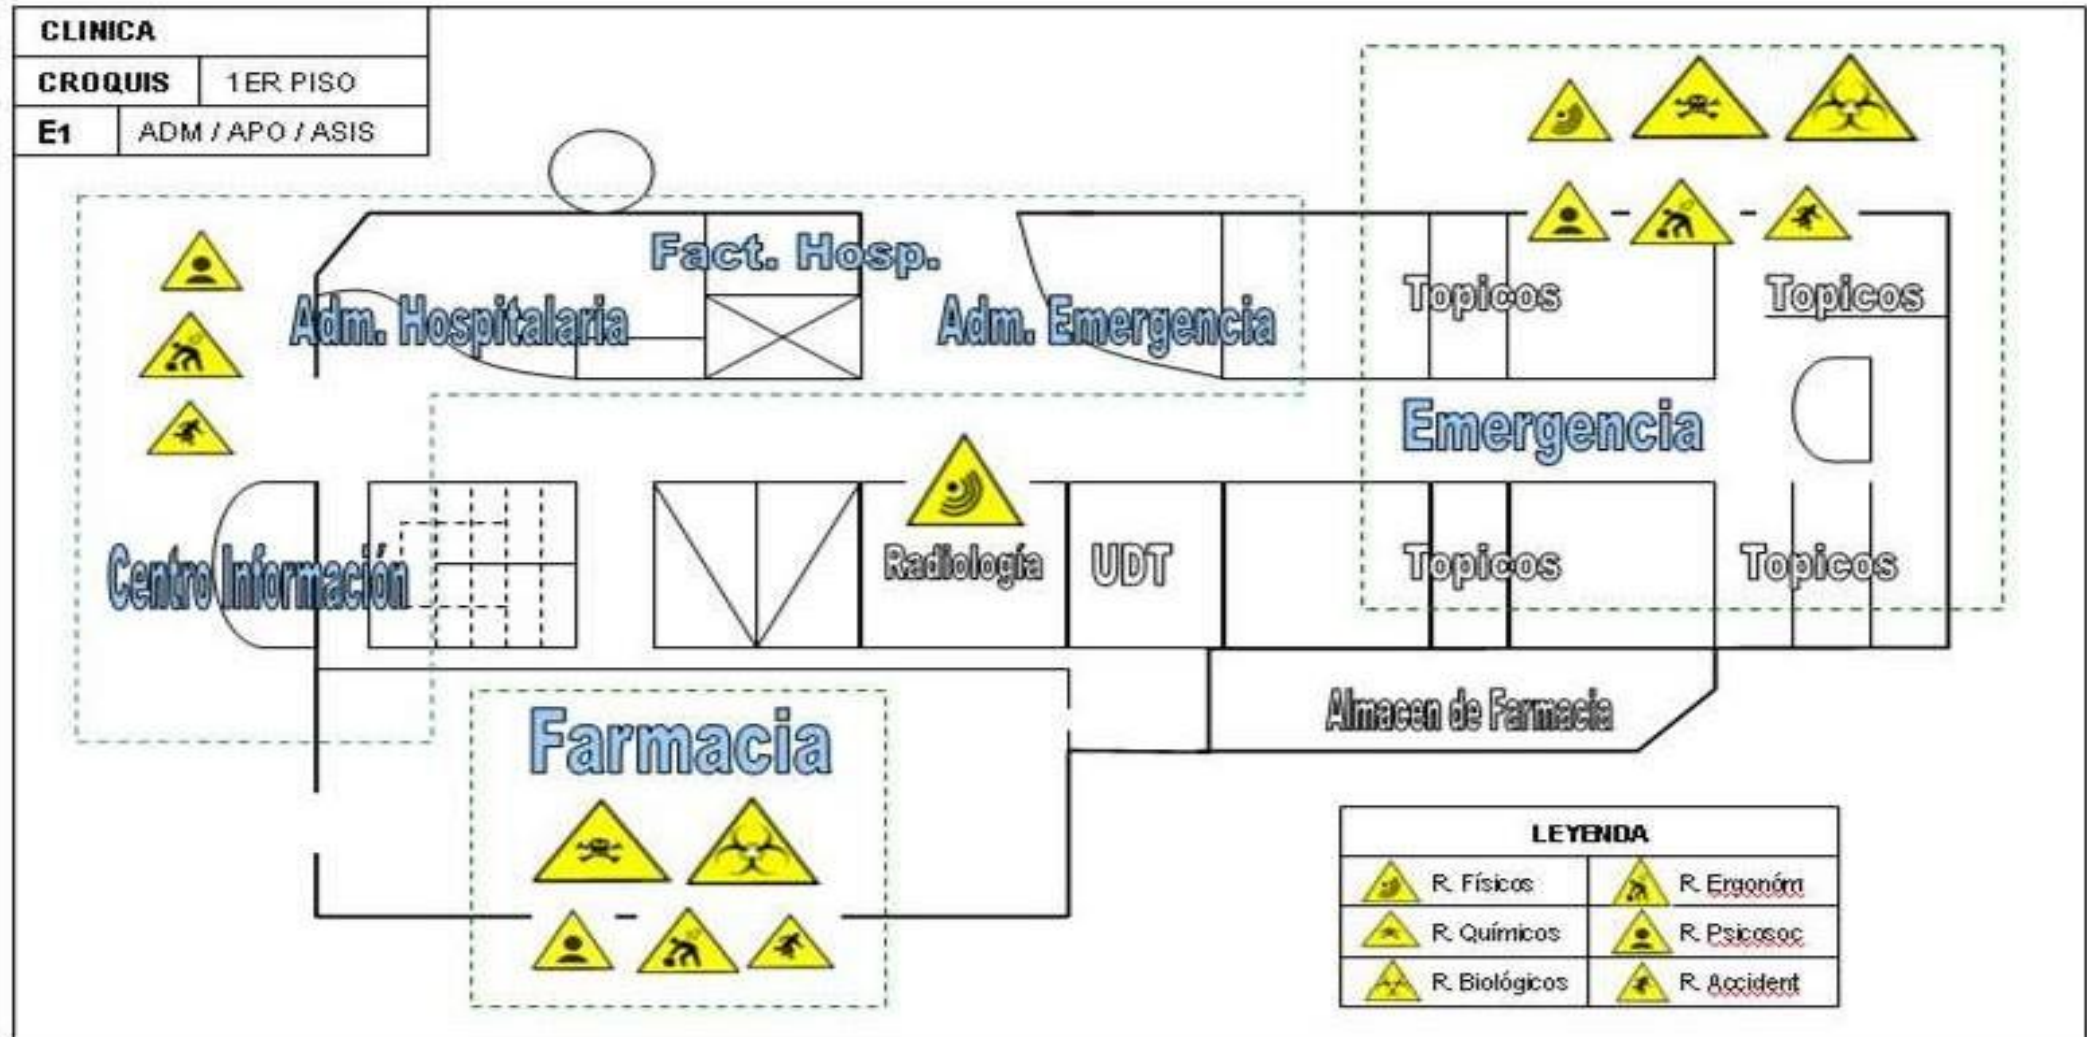 CLINICA
CROQUIS 1ER PISO
E1 ADM / APO / ASIS
Fact. Hosp.
Adm. Hospitalaria
Adm. Emergencia
Topicos
Topicos
Emergencia
Centro Información
Radiología
UDT
Topicos
Topicos
Almacen de Farmacia
Farmacia
LEYENDA
R. Físicos R. Ergonóm
R. Químicos R. Psicosoc
R. Biológicos R. Accident